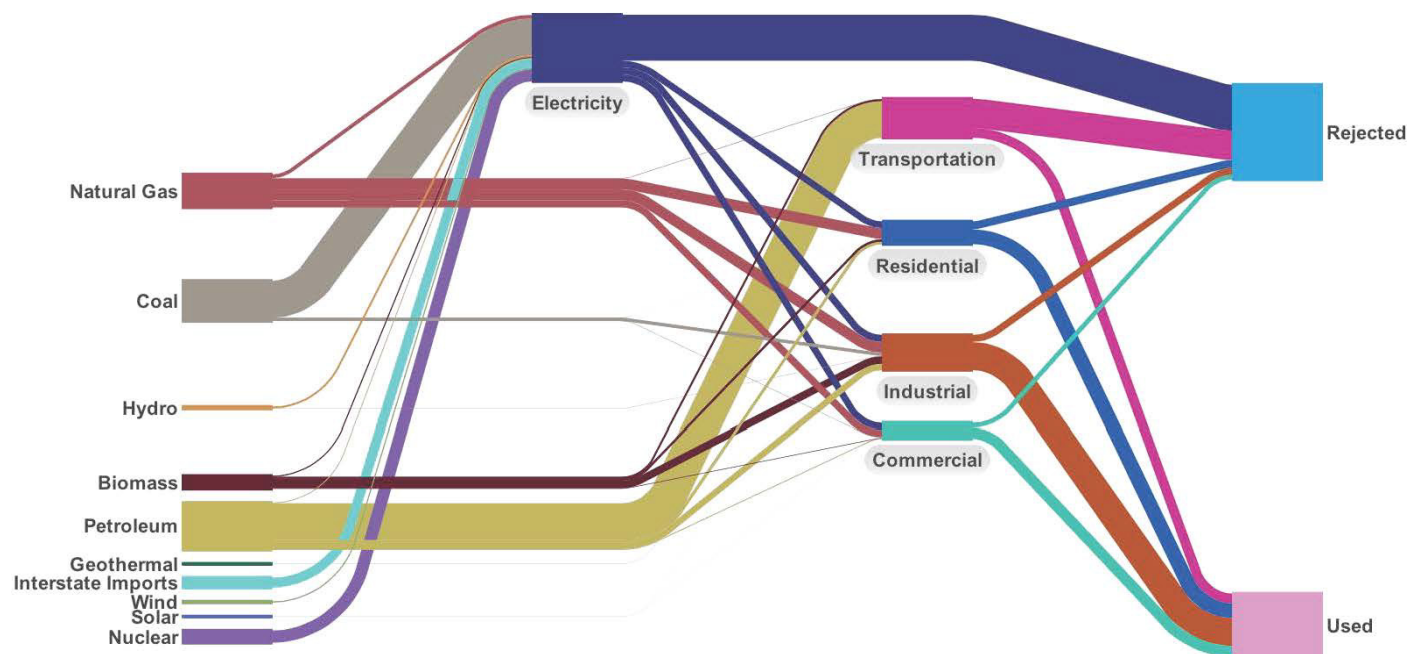 Natural Gas
Coal
Hydro
Biomass
Petroleum
Geothermal
Interstate Imports
Wind
Solar
Nuclear
Electricity
Transportation
Residential
Industrial
Commercial
Rejected
Used